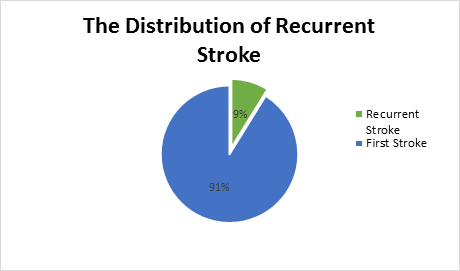 The Distribution of Recurrent
Stroke
9%
91%
Recurrent
Stroke
First Stroke